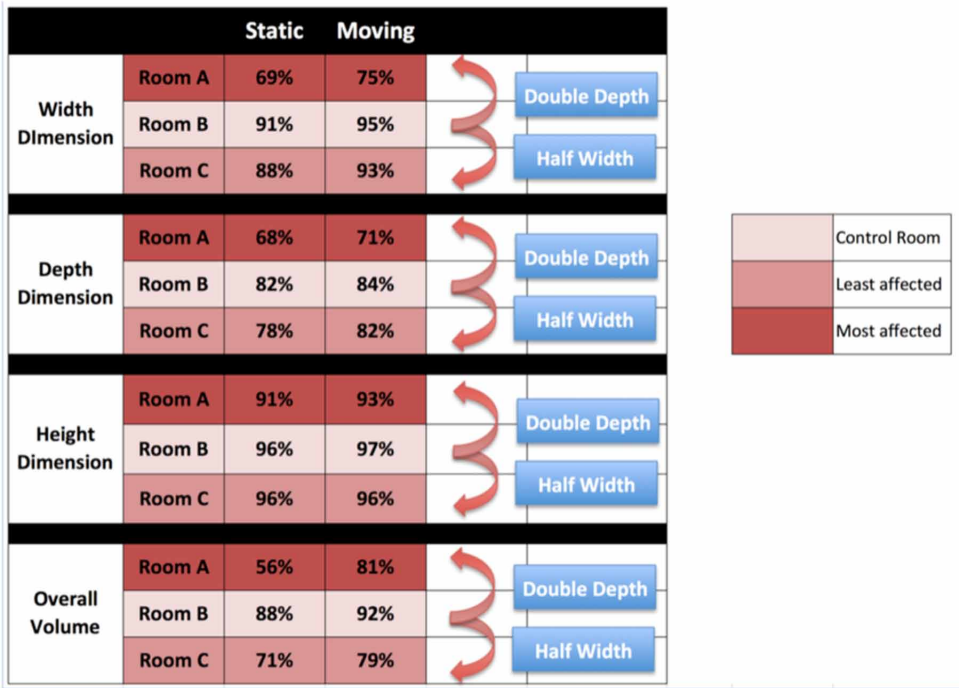 Static Moving
Width
DImension
Room A 69% 75%
Room B 91% 95%
Room C 88% 93%
Double Depth
Half Width
Depth
Dimension
Room A 68% 71%
Room B 82% 84%
Room C 78% 82%
Double Depth
Half Width
Height
Dimension
Room A 91% 93%
Room B 96% 97%
Room C 96% 96%
Double Depth
Half Width
Overall
Volume
Room A 56% 81%
Room B 88% 92%
Room C 71% 79%
Double Depth
Half Width
Control Room
Least affected
Most affected